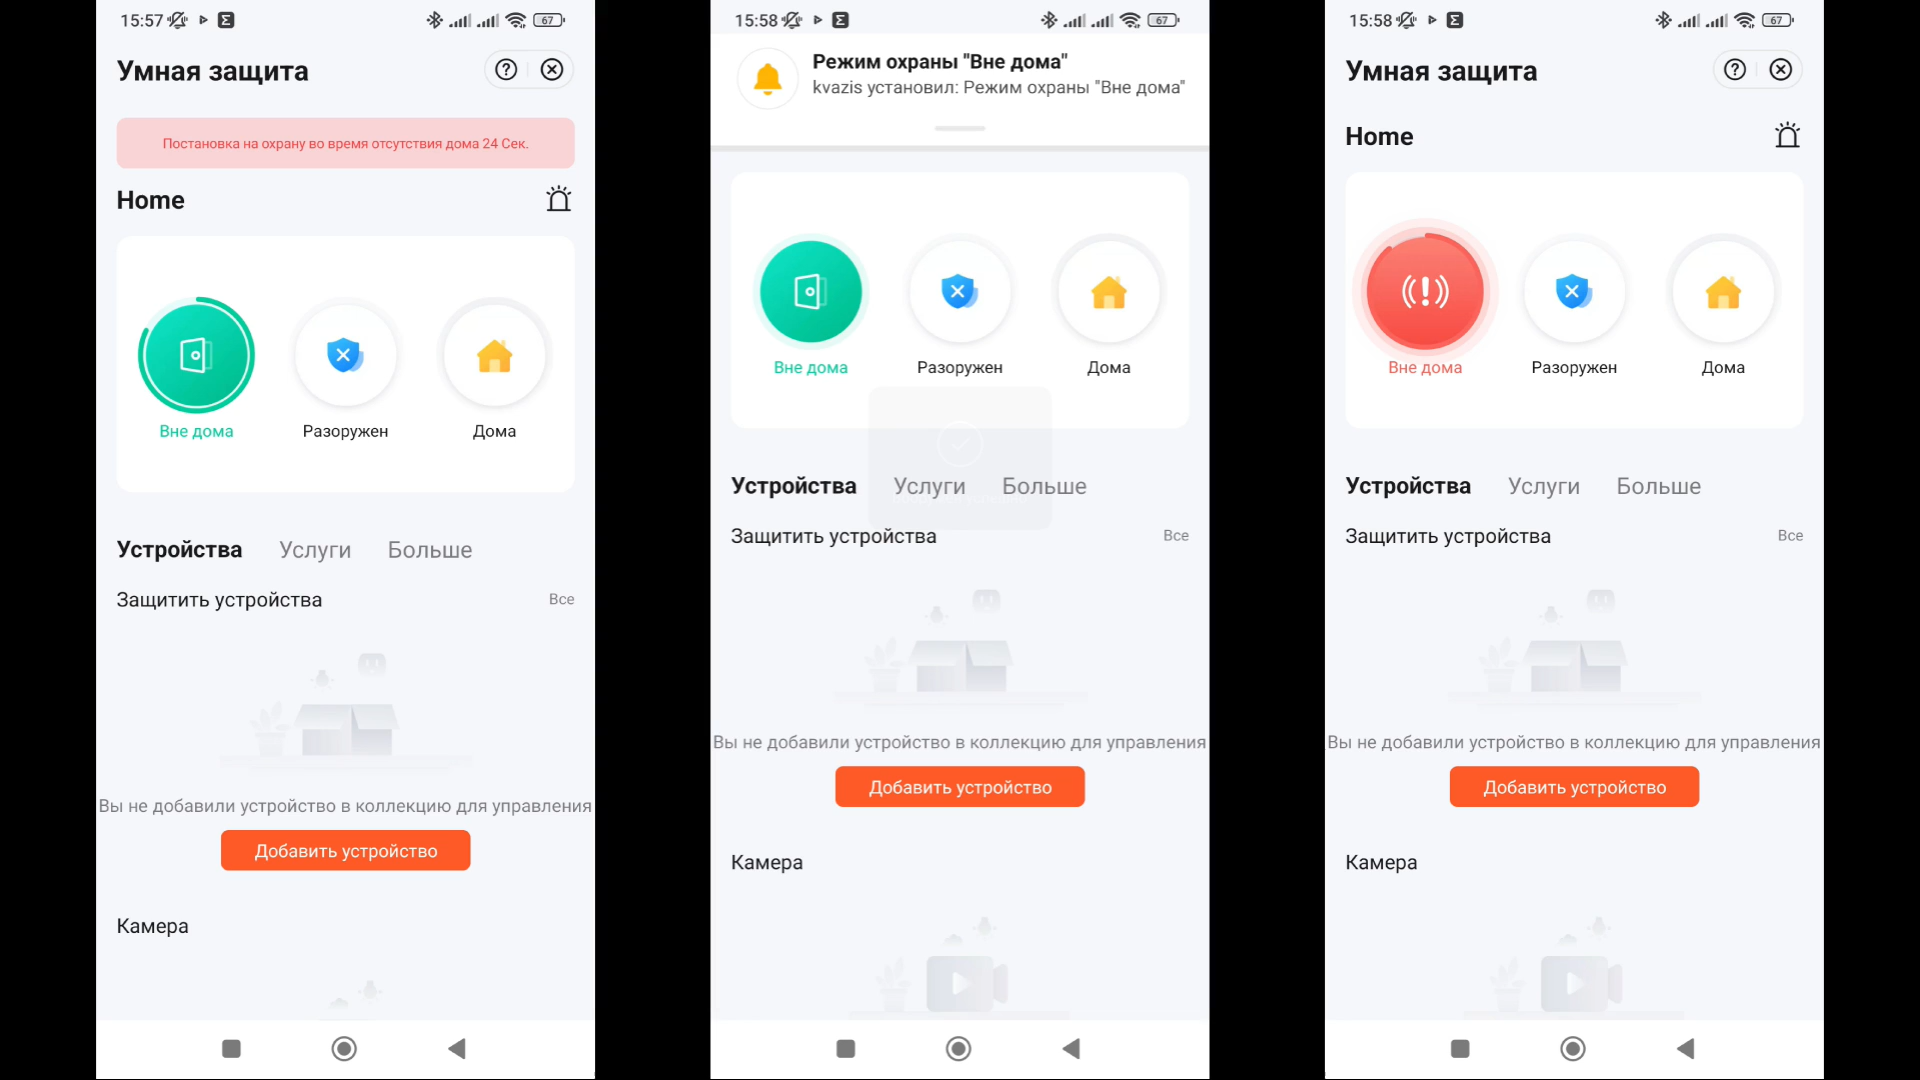 15:57
67
Умная защита
Постановка на охрану во время отсутствия дома 24 Сек.
Home
Вне дома
Разоружен
Дома
Устройства
Услуги
Больше
Защитить устройства
Все
Вы не добавили устройство в коллекцию для управления
Добавить устройство
Камера
15:58
67
Режим охраны "Вне дома"
kvazis установил: Режим охраны "Вне дома"
Вне дома
Разоружен
Дома
Устройства
Услуги
Больше
Защитить устройства
Все
Вы не добавили устройство в коллекцию для управления
Добавить устройство
Камера
15:58
67
Умная защита
Home
Вне дома
Разоружен
Дома
Устройства
Услуги
Больше
Защитить устройства
Все
Вы не добавили устройство в коллекцию для управления
Добавить устройство
Камера